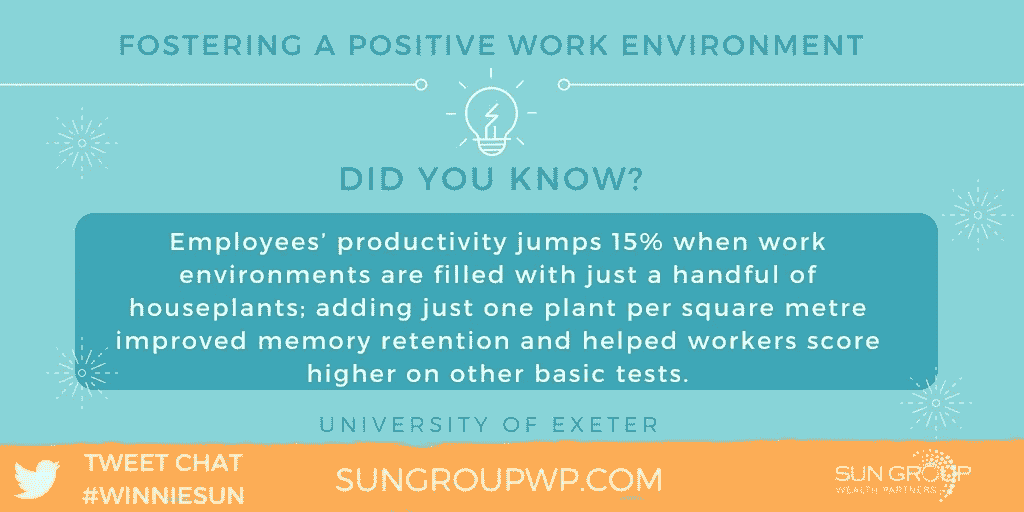 FOSTERING A POSITIVE WORK ENVIRONMENT
DID YOU KNOW?
Employees' productivity jumps 15% when work
environments are filled with just a handful of
houseplants; adding just one plant per square metre
improved memory retention and helped workers score
higher on other basic tests.
UNIVERSITY OF EXETER
TWEET CHAT
#WINNIESUN
SUNGROUPWP.COM
SUN GROUP
WEALTH PARTNERS